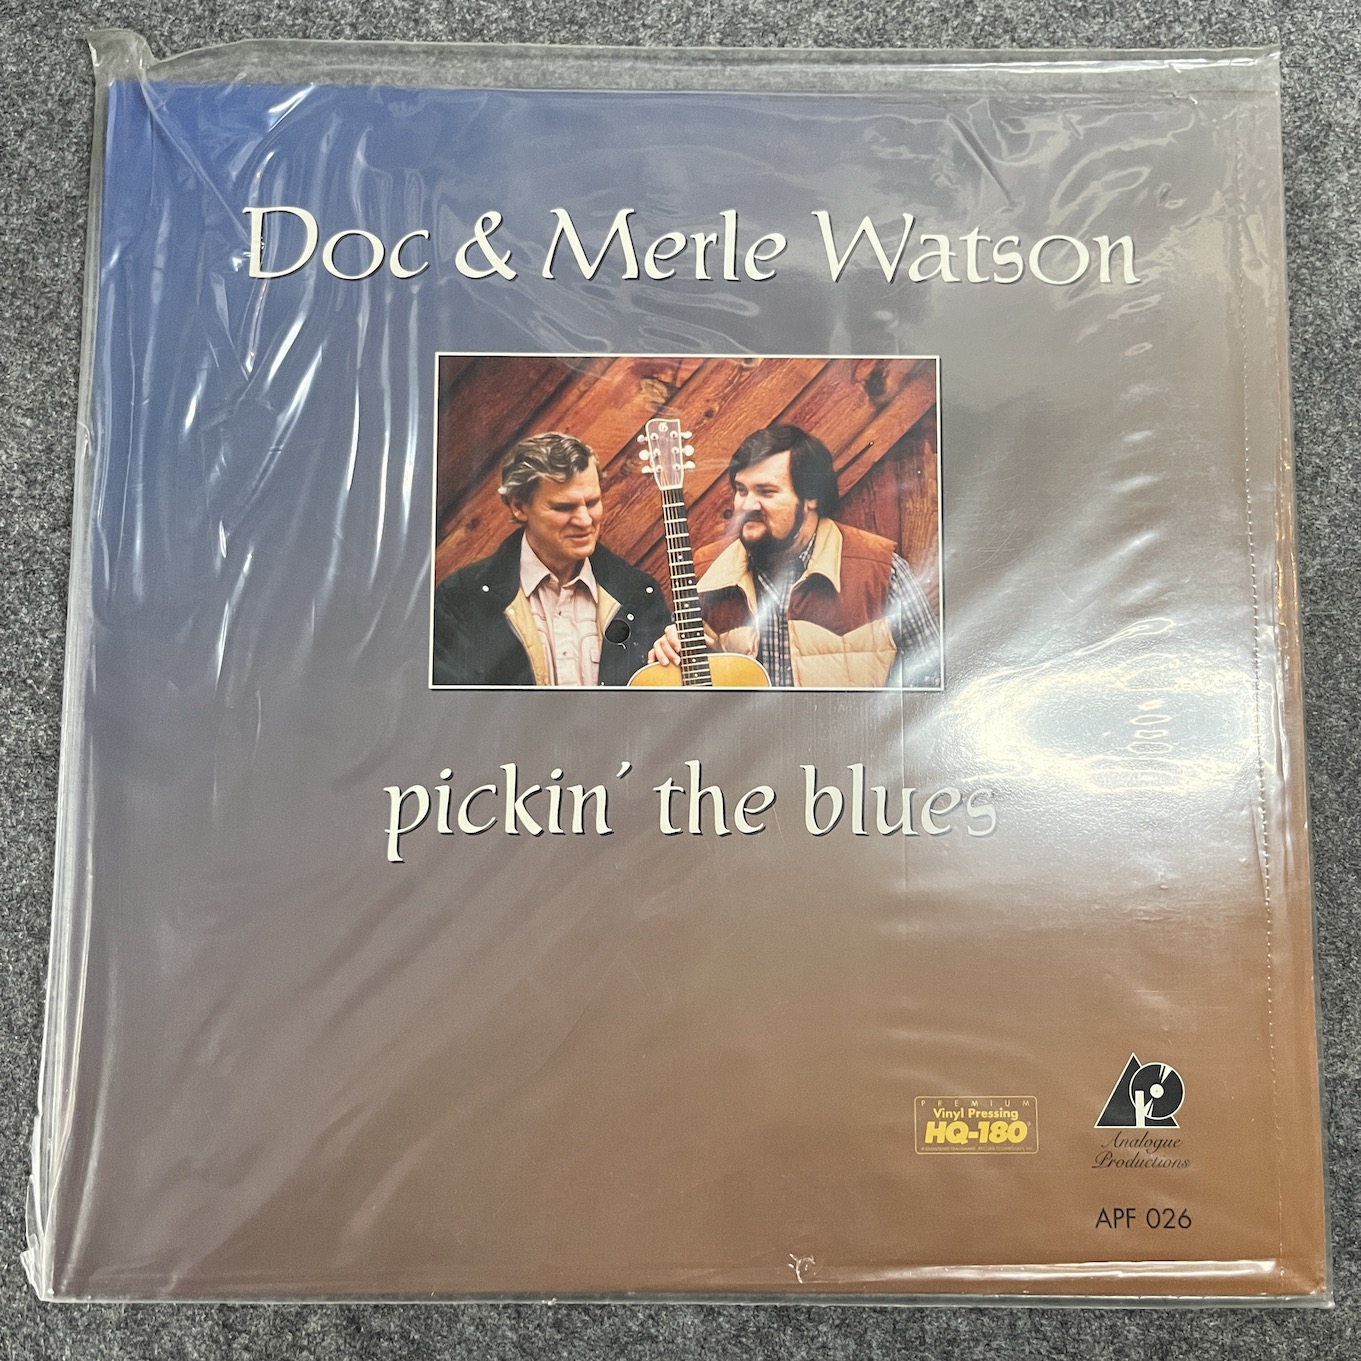 Doc & Merle Watson
G
pickin' the blues
PREMIUM
Vinyl Pressing
HQ-180
Analogue
Productions
APF 026